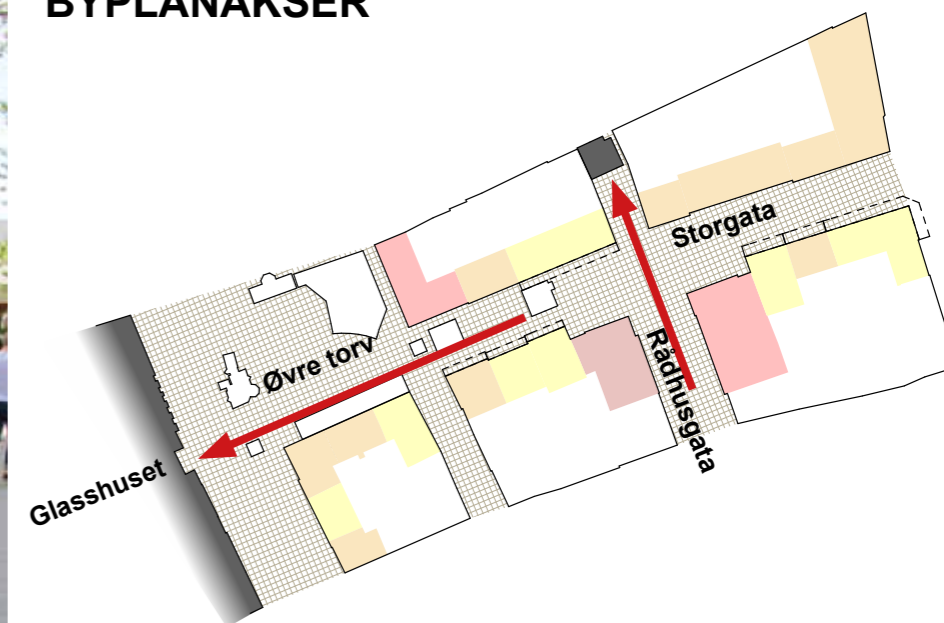 BYPLANAKSER
Storgata
Øvre torv
Rådhusgata
Glasshuset